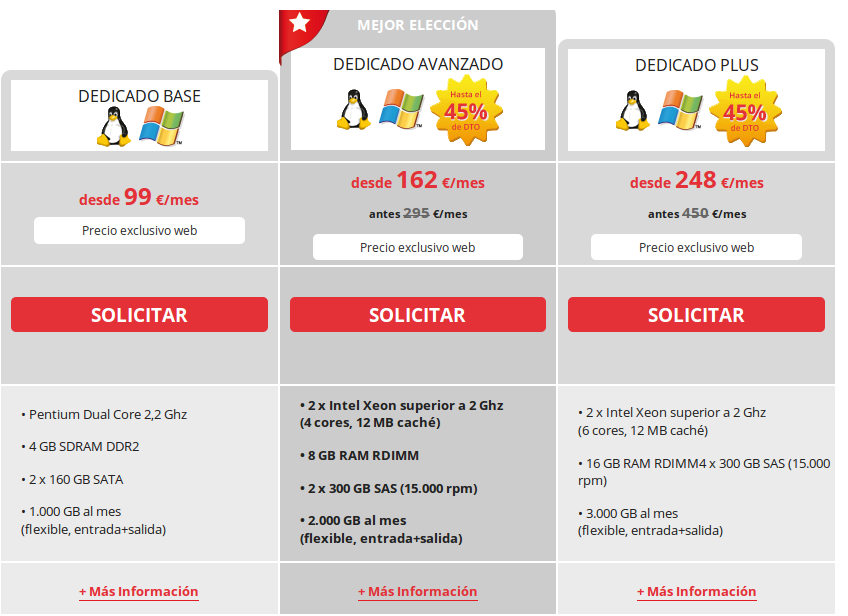 MEJOR ELECCIÓN
DEDICADO BASE
DEDICADO AVANZADO
Hasta el
45%
de DTO
DEDICADO PLUS
Hasta el
45%
de DTO
desde 99 €/mes
Precio exclusivo web
desde 162 €/mes
antes 295 €/mes
Precio exclusivo web
desde 248 €/mes
antes 450 €/mes
Precio exclusivo web
SOLICITAR
SOLICITAR
SOLICITAR
• Pentium Dual Core 2,2 Ghz
• 4 GB SDRAM DDR2
• 2 x 160 GB SATA
• 1.000 GB al mes
(flexible, entrada+salida)
• 2 x Intel Xeon superior a 2 Ghz
(4 cores, 12 MB caché)
• 8 GB RAM RDIMM
• 2 x 300 GB SAS (15.000 rpm)
• 2.000 GB al mes
(flexible, entrada+salida)
• 2 x Intel Xeon superior a 2 Ghz
(6 cores, 12 MB caché)
• 16 GB RAM RDIMM4 x 300 GB SAS (15.000
rpm)
• 3.000 GB al mes
(flexible, entrada+salida)
+ Más Información
+ Más Información
+ Más Información